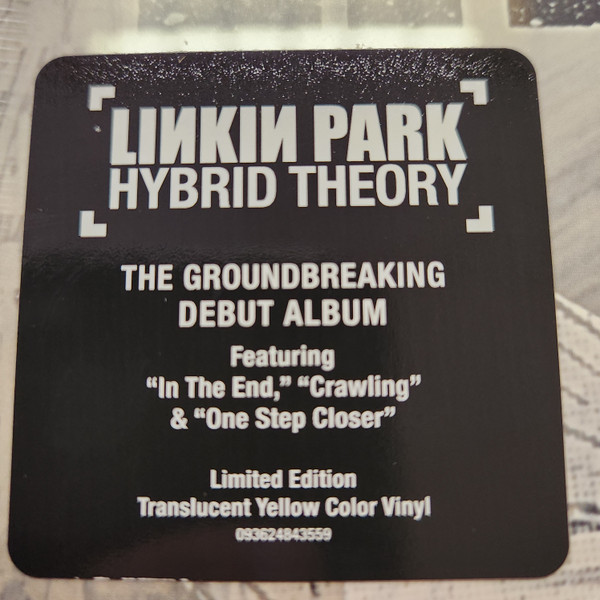 LIИKIИ PARK
HYBRID THEORY
THE GROUNDBREAKING
DEBUT ALBUM
Featuring
“In The End,” “Crawling”
& “One Step Closer”
Limited Edition
Translucent Yellow Color Vinyl
093624843559